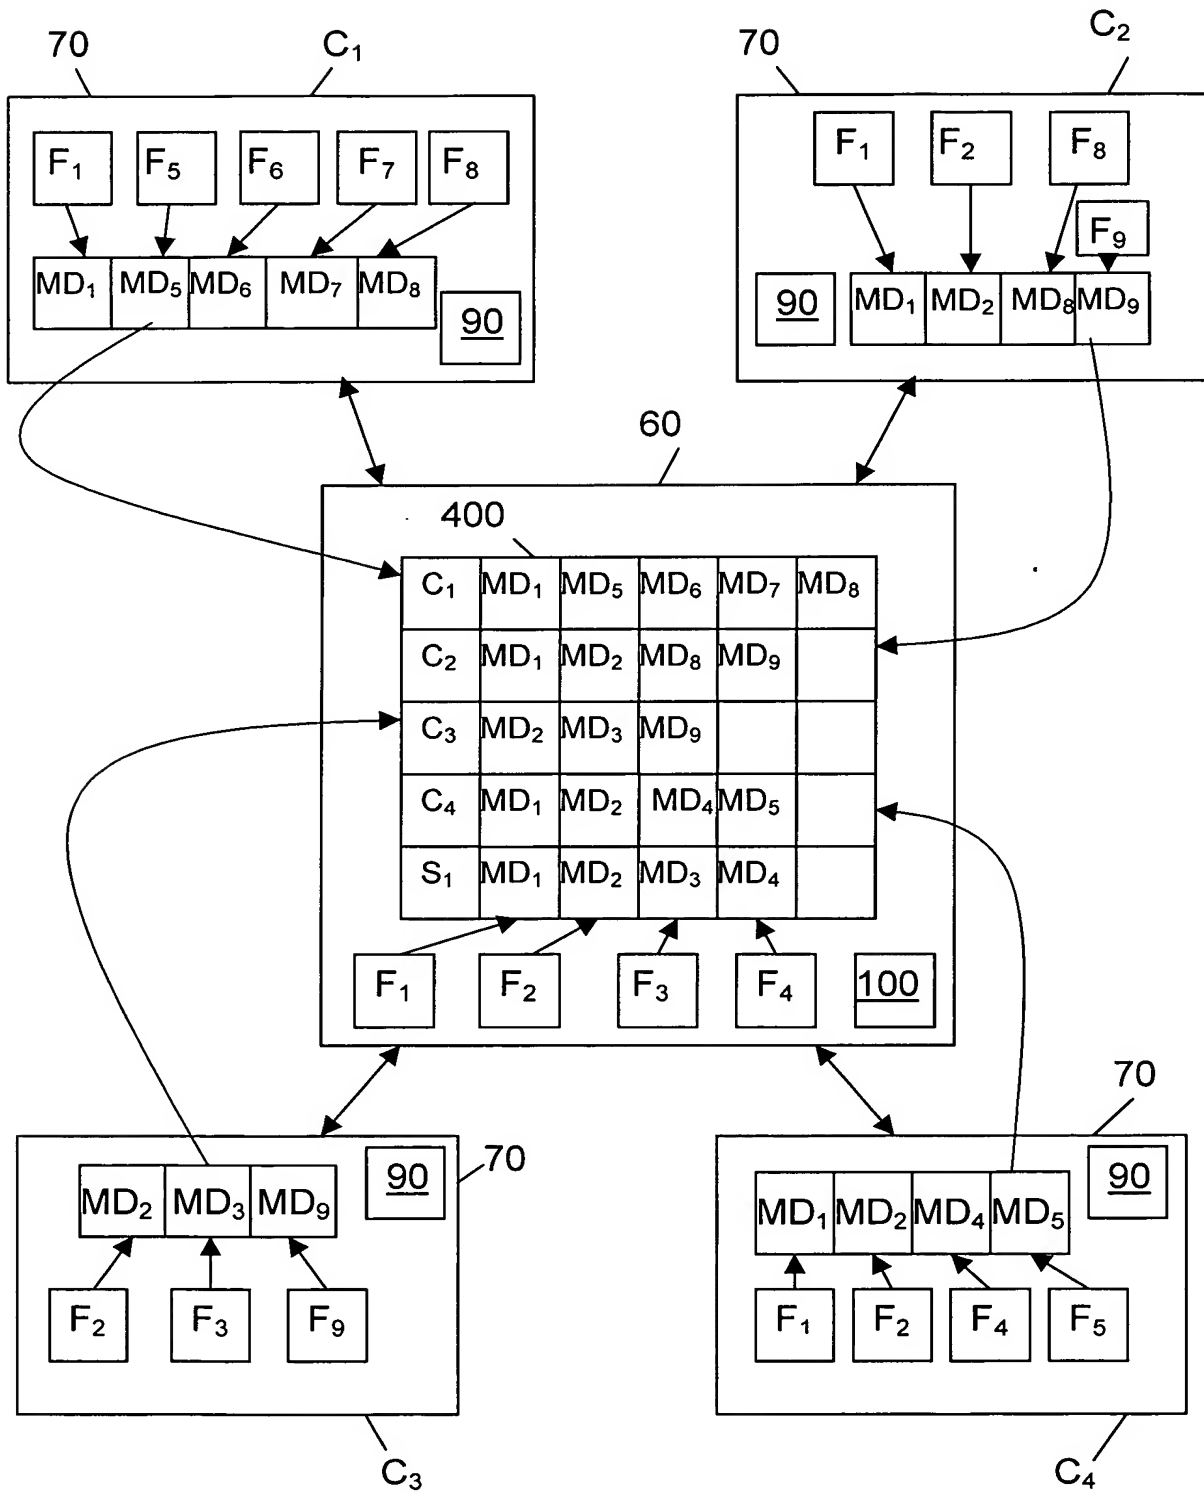 70 C₁ 70 C₂
F₁ F₅ F₆ F₇ F₈
MD₁ MD₅ MD₆ MD₇ MD₈
90
F₁ F₂ F₈
F₉
90 MD₁ MD₂ MD₈ MD₉
60
400
C₁ MD₁ MD₅ MD₆ MD₇ MD₈
C₂ MD₁ MD₂ MD₈ MD₉
C₃ MD₂ MD₃ MD₉
C₄ MD₁ MD₂ MD₄ MD₅
S₁ MD₁ MD₂ MD₃ MD₄
F₁ F₂ F₃ F₄ 100
90 70
MD₂ MD₃ MD₉
F₂ F₃ F₉
C₃
70
90
MD₁ MD₂ MD₄ MD₅
F₁ F₂ F₄ F₅
C₄